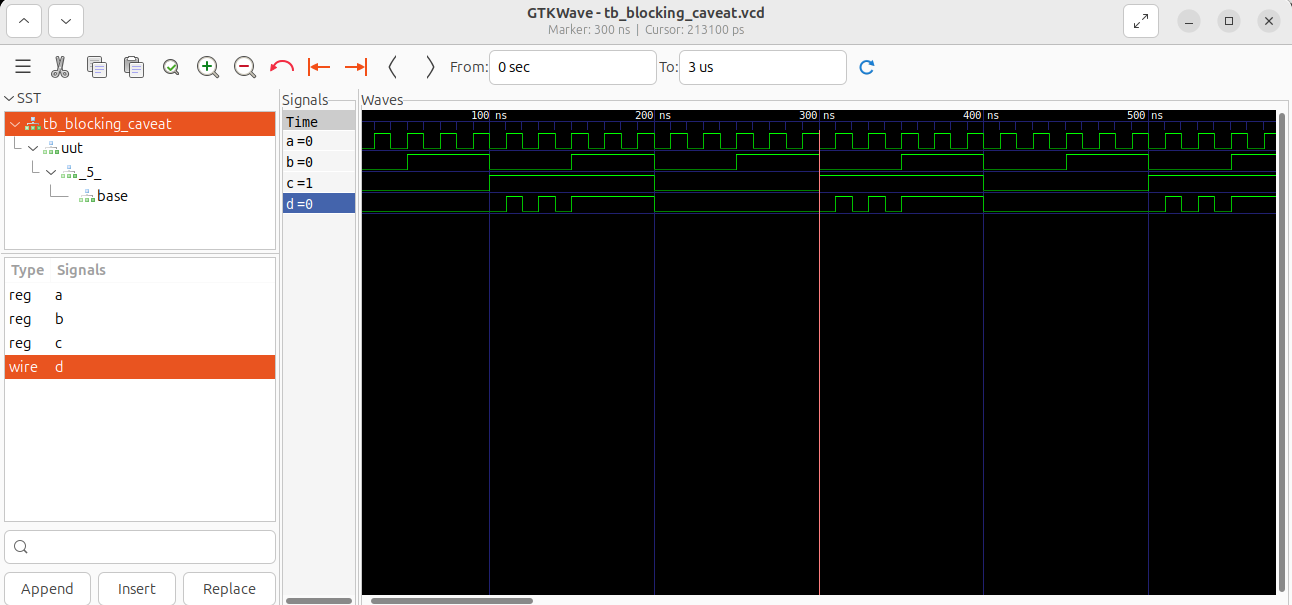 GTKWave - tb_blocking_caveat.vcd
Marker: 300 ns | Cursor: 213100 ps
From: 0 sec To: 3 us
SST
tb_blocking_caveat
uut
_5_
base
Type Signals
reg a
reg b
reg c
wire d
Append Insert Replace
Signals
Time
a =0
b =0
c =1
d =0
Waves
100 ns 200 ns 300 ns 400 ns 500 ns